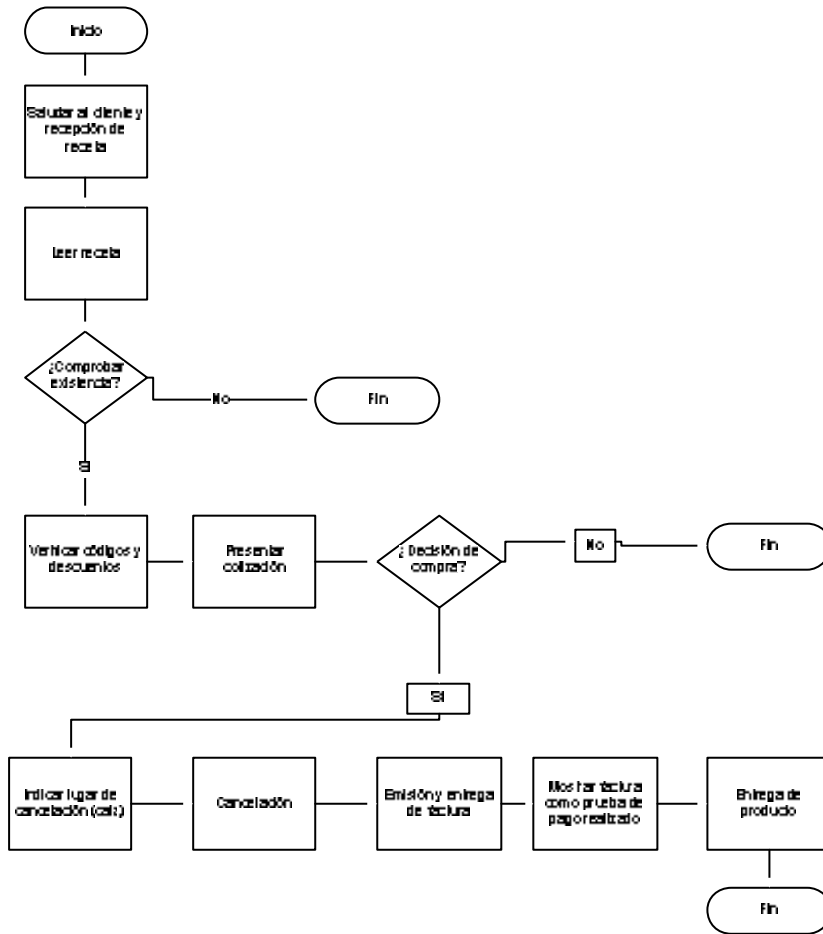 Inicio
Saludar al cliente y
recepción de
receta
Leer receta
¿Comprobar
existencia?
No
Fin
Si
Verificar códigos y
descuentos
Presentar
cotización
¿Decisión de
compra?
No
Fin
Si
Indicar lugar de
cancelación
Cancelación
Emisión y entrega
de factura
Mostrar factura
como prueba de
pago realizado
Entrega de
producto
Fin